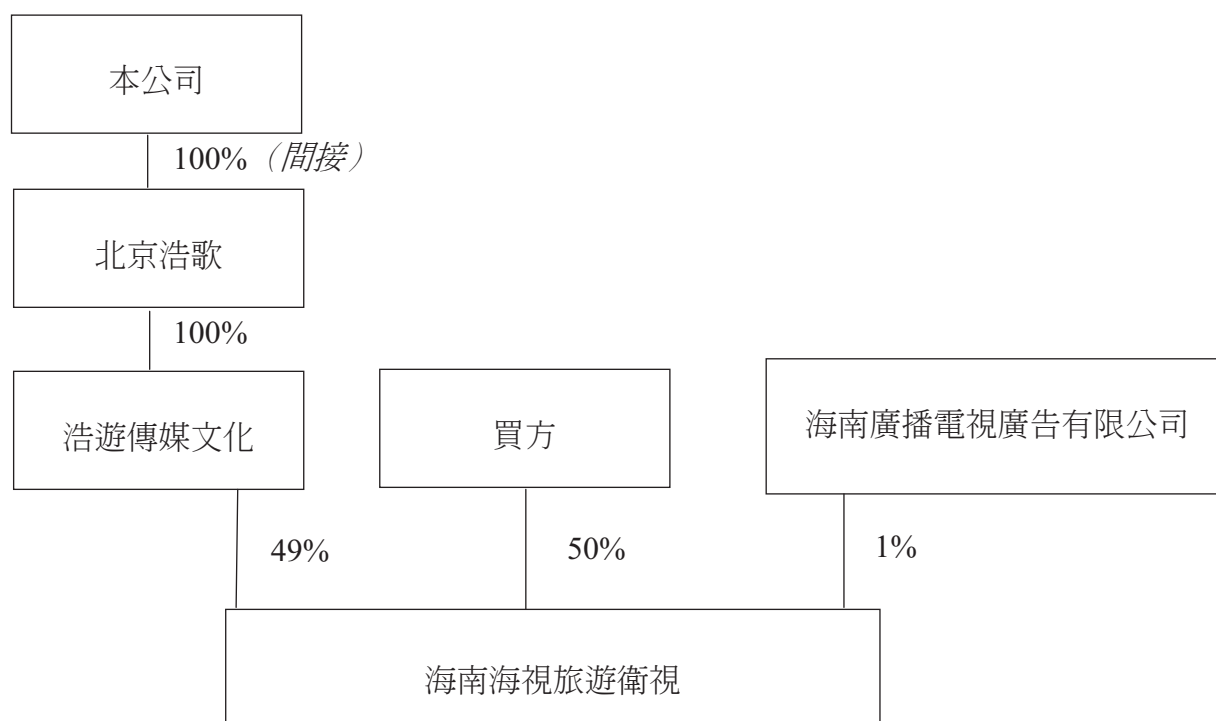 本公司
100%（間接）
北京浩歌
100%
浩遊傳媒文化
買方
海南廣播電視廣告有限公司
49%
50%
1%
海南海視旅遊衛視